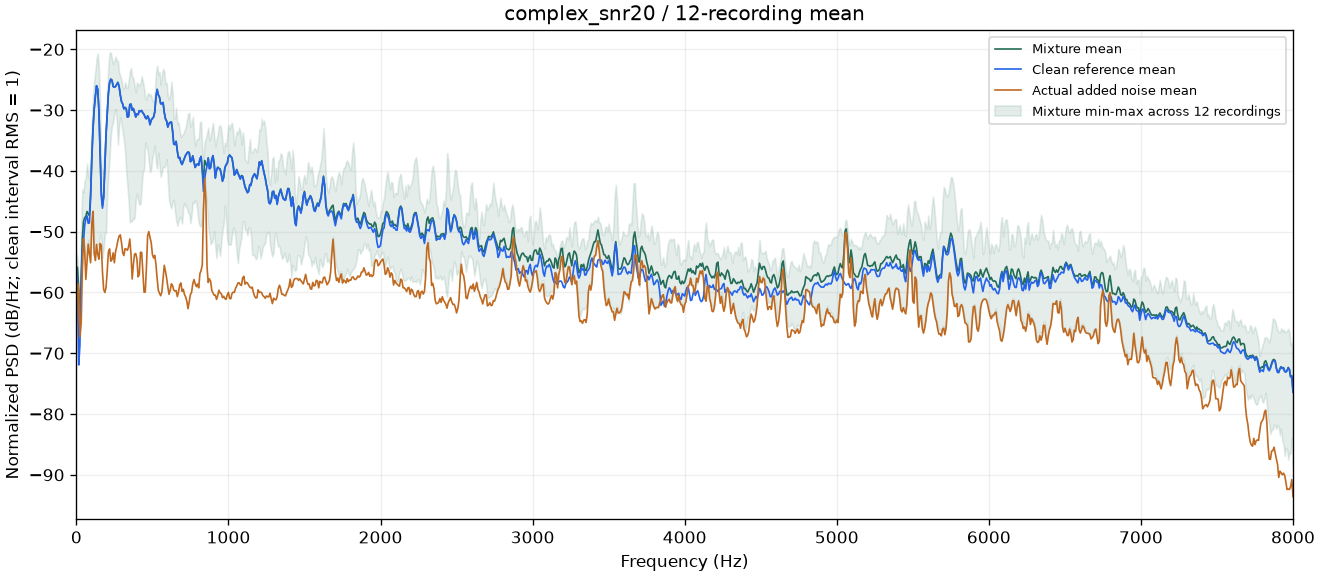 complex_snr20 / 12-recording mean
Normalized PSD (dB/Hz; clean interval RMS = 1)
−20
−30
−40
−50
−60
−70
−80
−90
Mixture mean
Clean reference mean
Actual added noise mean
Mixture min-max across 12 recordings
0 1000 2000 3000 4000 5000 6000 7000 8000
Frequency (Hz)